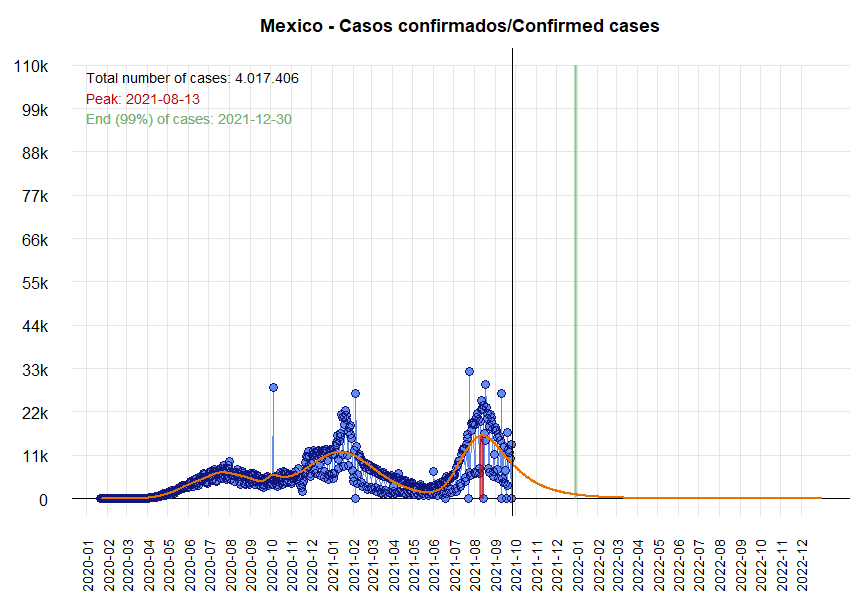 Mexico - Casos confirmados/Confirmed cases
110k
99k
88k
77k
66k
55k
44k
33k
22k
11k
0
Total number of cases: 4.017.406
Peak: 2021-08-13
End (99%) of cases: 2021-12-30
2020-01
2020-02
2020-03
2020-04
2020-05
2020-06
2020-07
2020-08
2020-09
2020-10
2020-11
2020-12
2021-01
2021-02
2021-03
2021-04
2021-05
2021-06
2021-07
2021-08
2021-09
2021-10
2021-11
2021-12
2022-01
2022-02
2022-03
2022-04
2022-05
2022-06
2022-07
2022-08
2022-09
2022-10
2022-11
2022-12